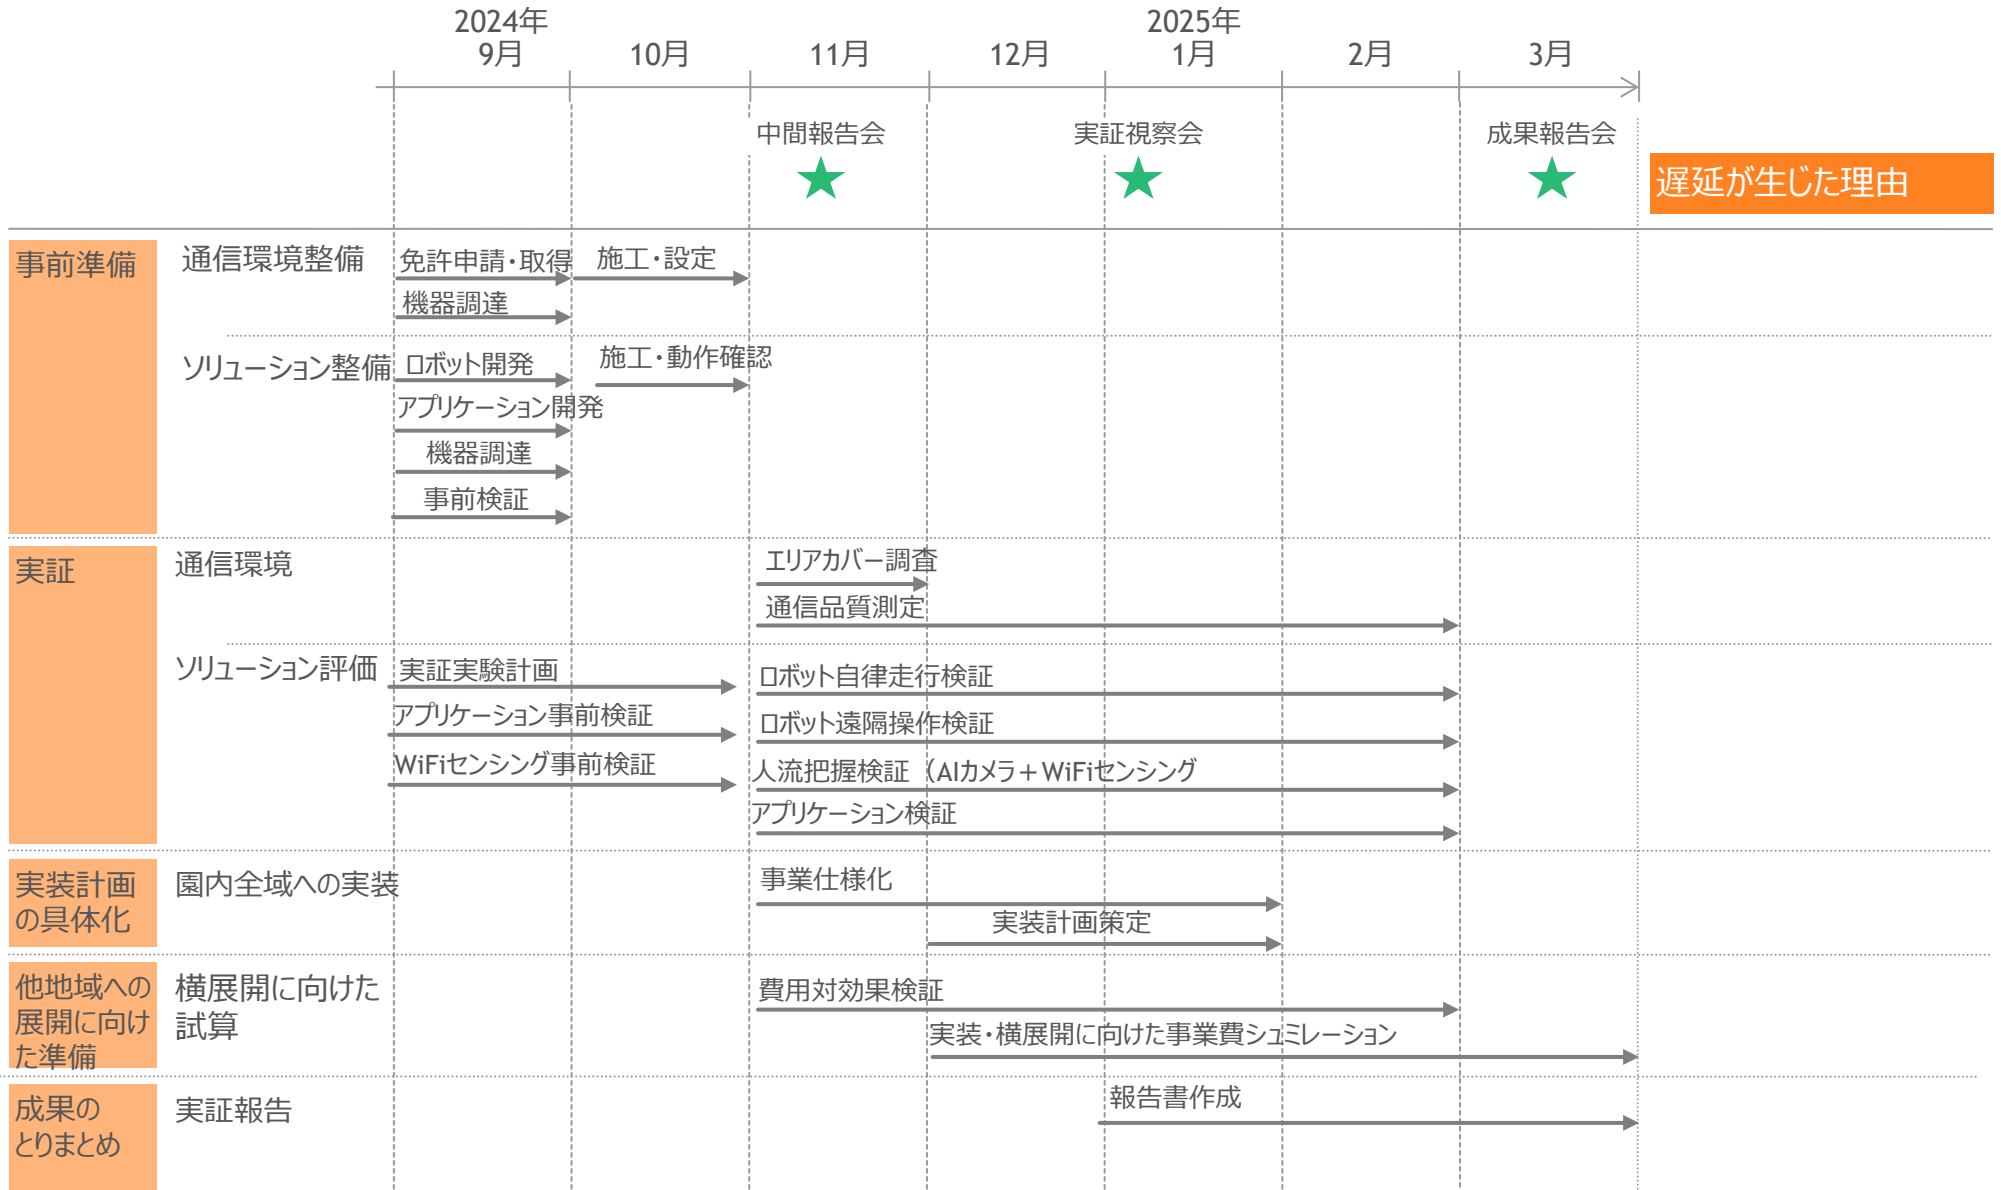 2024年
2025年
9月
10月
11月
12月
1月
2月
3月
中間報告会
実証視察会
成果報告会
遅延が生じた理由
事前準備
通信環境整備
免許申請・取得
施工・設定
機器調達
ソリューション整備
ロボット開発
施工・動作確認
アプリケーション開発
機器調達
事前検証
実証
通信環境
エリアカバー調査
通信品質測定
ソリューション評価
実証実験計画
ロボット自律走行検証
アプリケーション事前検証
ロボット遠隔操作検証
WiFiセンシング事前検証
人流把握検証（AIカメラ＋WiFiセンシング
アプリケーション検証
実装計画
の具体化
園内全域への実装
事業仕様化
実装計画策定
他地域への
展開に向け
た準備
横展開に向けた
試算
費用対効果検証
実装・横展開に向けた事業費シュミレーション
成果の
とりまとめ
実証報告
報告書作成